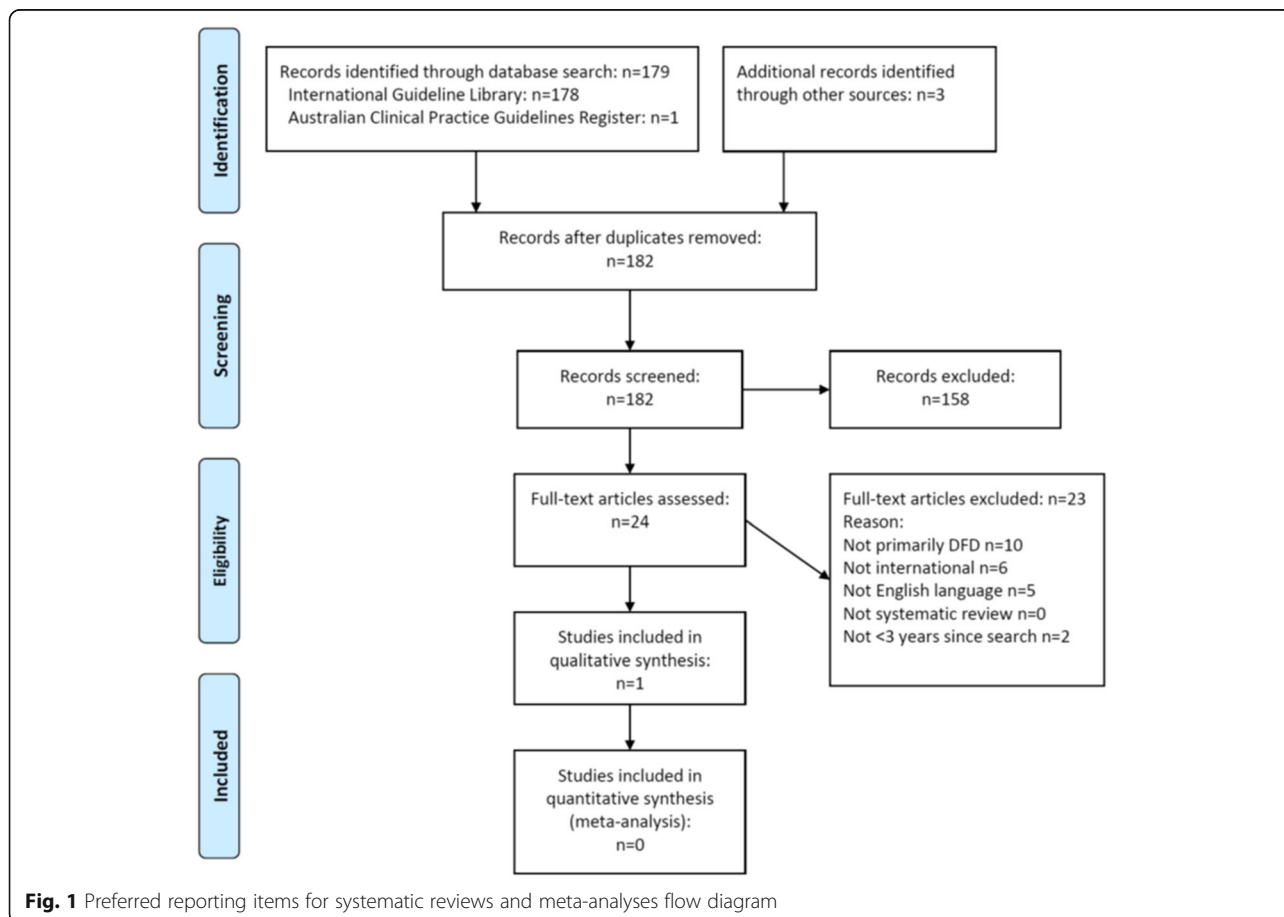 Identification
Records identified through database search: n=179
International Guideline Library: n=178
Australian Clinical Practice Guidelines Register: n=1
Additional records identified
through other sources: n=3
Screening
Records after duplicates removed:
n=182
Records screened:
n=182
Records excluded:
n=158
Eligibility
Full-text articles assessed:
n=24
Full-text articles excluded: n=23
Reason:
Not primarily DFD n=10
Not international n=6
Not English language n=5
Not systematic review n=0
Not <3 years since search n=2
Studies included in
qualitative synthesis:
n=1
Included
Studies included in
quantitative synthesis
(meta-analysis):
n=0
Fig. 1 Preferred reporting items for systematic reviews and meta-analyses flow diagram